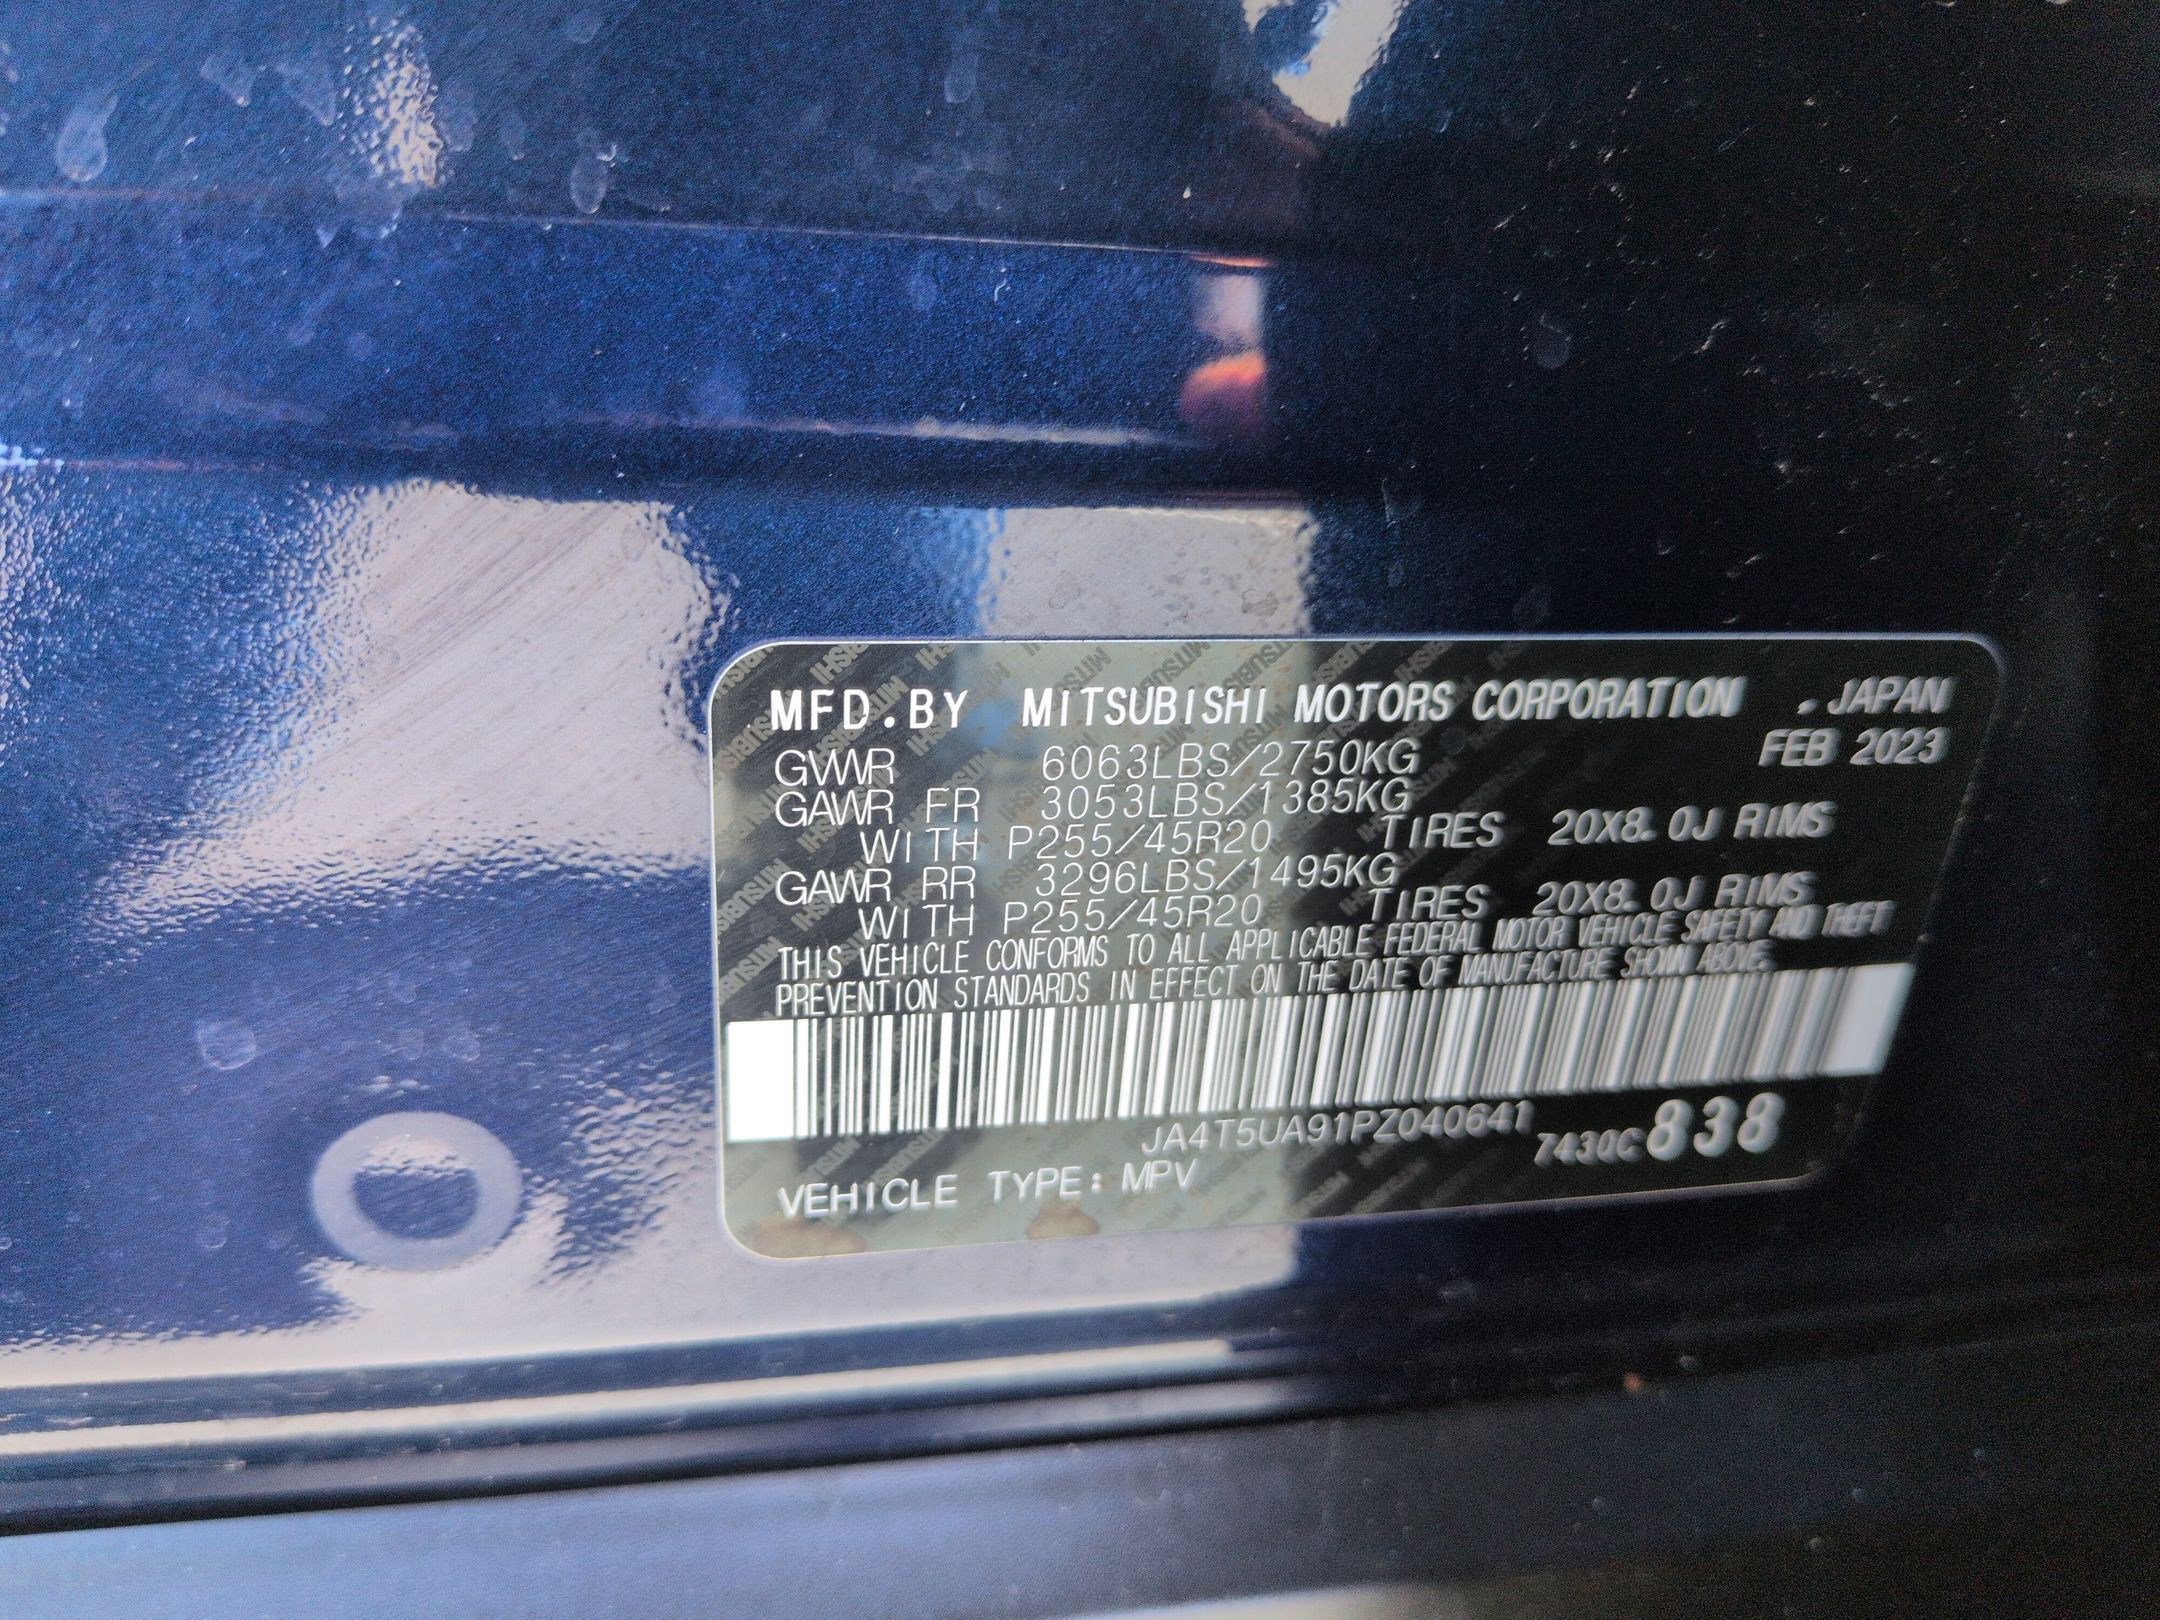 MFD.BY MITSUBISHI MOTORS CORPORATION . JAPAN
FEB 2023
GVWR 6063LBS/2750KG
GAWR FR 3053LBS/1385KG
WITH P255/45R20 TIRES 20X8.0J RIMS
GAWR RR 3296LBS/1495KG
WITH P255/45R20 TIRES 20X8.0J RIMS
THIS VEHICLE CONFORMS TO ALL APPLICABLE FEDERAL MOTOR VEHICLE SAFETY AND THEFT
PREVENTION STANDARDS IN EFFECT ON THE DATE OF MANUFACTURE SHOWN ABOVE.
JA4T5UA91PZ040641
7430C 838
VEHICLE TYPE: MPV